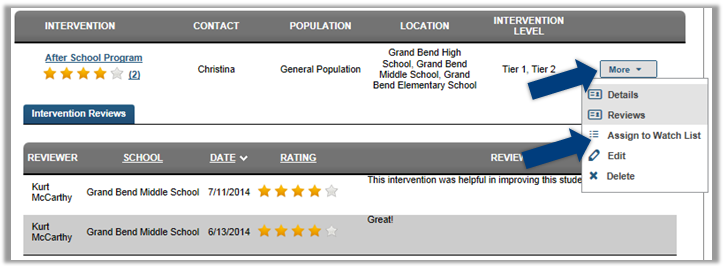 INTERVENTION CONTACT POPULATION LOCATION INTERVENTION LEVEL
After School Program
(2)
Christina
General Population
Grand Bend High
School, Grand Bend
Middle School, Grand
Bend Elementary School
Tier 1, Tier 2
More
Details
Reviews
Assign to Watch List
Edit
Delete
Intervention Reviews
REVIEWER SCHOOL DATE RATING
Kurt
McCarthy
Grand Bend Middle School 7/11/2014
This intervention was helpful in improving this
Kurt
McCarthy
Grand Bend Middle School 6/13/2014
Great!